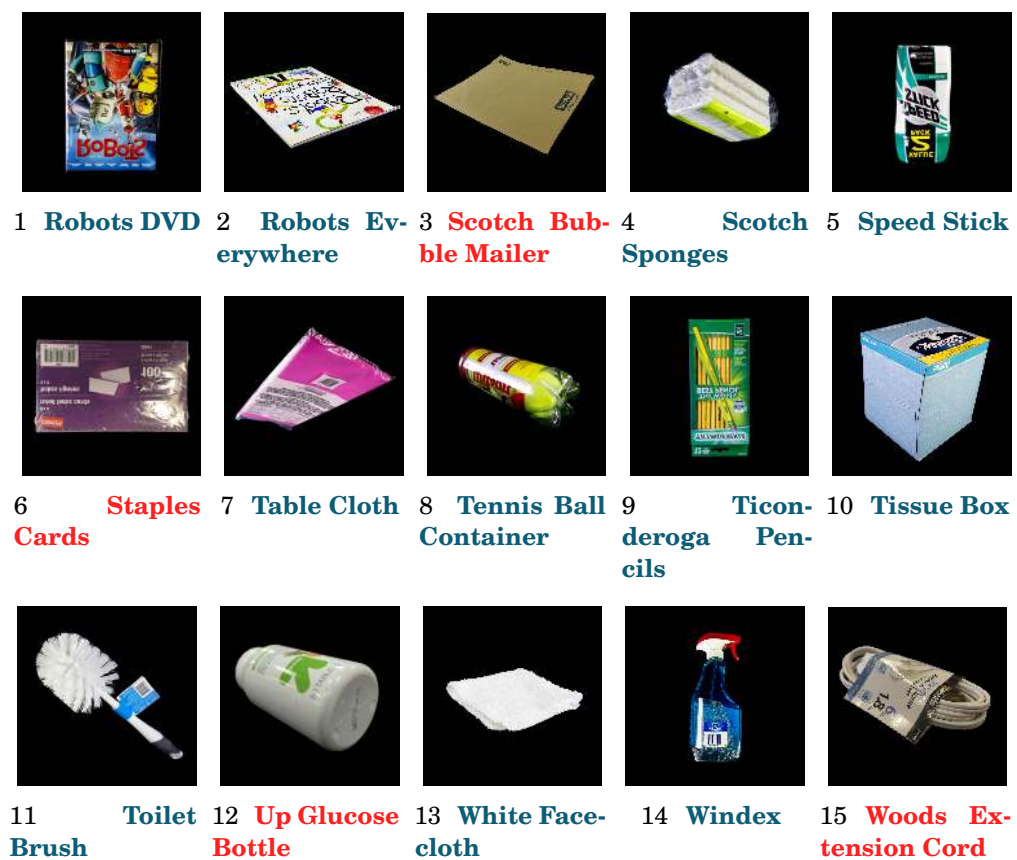 RoBots
1 Robots DVD
2 Robots Ev-
erywhere
3 Scotch Bub-
ble Mailer
4 Scotch
Sponges
5 Speed Stick
100
6 Staples
Cards
7 Table Cloth
8 Tennis Ball
Container
9 Ticon-
deroga Pen-
cils
10 Tissue Box
11 Toilet
Brush
12 Up Glucose
Bottle
13 White Face-
cloth
14 Windex
15 Woods Ex-
tension Cord